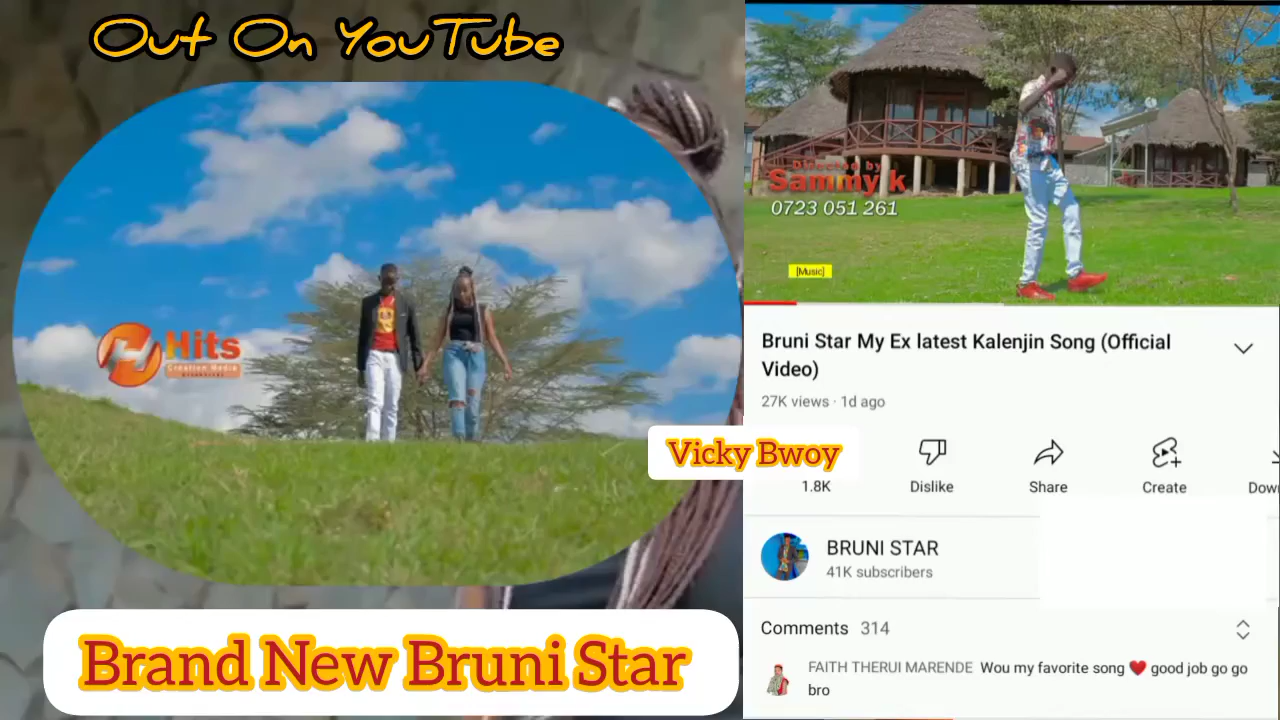 Out On YouTube
Hits
Creation Media
Brand New Bruni Star
Vicky Bwoy
Directed by
Sammy k
0723 051 261
[Music]
Bruni Star My Ex latest Kalenjin Song (Official
Video)
27K views · 1d ago
1.8K
Dislike
Share
Create
Dow
BRUNI STAR
41K subscribers
Comments 314
FAITH THERUI MARENDE Wou my favorite song ❤️ good job go go
bro